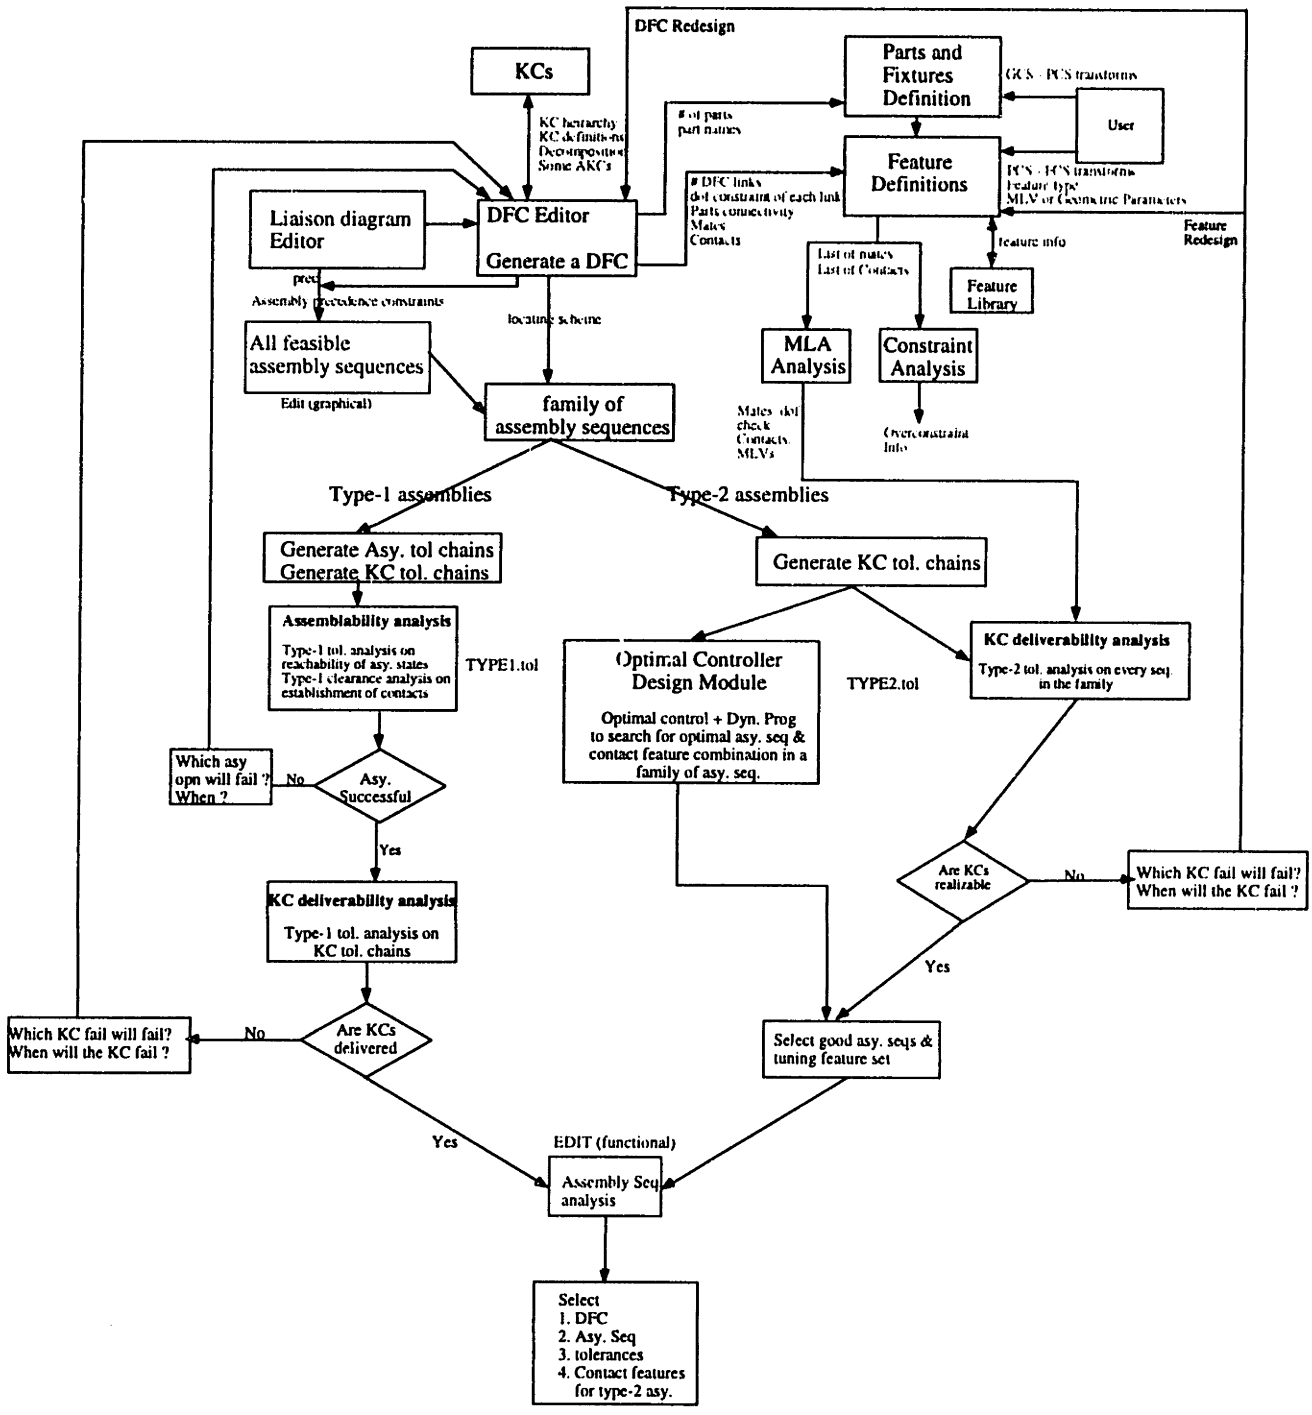 DFC Redesign
KCs
KC heirarchy
KC definitions
Decomposition
Some AKCs
# of parts
part names
Parts and
Fixtures
Definition
GCS - PCS transforms
User
Feature
Definitions
PCS - FCS transforms
Feature type
MLV or Geometric Parameters
Feature
Redesign
# DFC links
dof constraint of each link
Parts connectivity
Mates
Contacts
Liaison diagram
Editor
DFC Editor
Generate a DFC
List of mates
List of Contacts
feature info
Feature
Library
prec
Assembly precedence constraints
locating scheme
All feasible
assembly sequences
Edit (graphical)
MLA
Analysis
Constraint
Analysis
family of
assembly sequences
Mates dof
check
Contacts
MLVs
Overconstraint
Info
Type-1 assemblies
Type-2 assemblies
Generate Asy. tol chains
Generate KC tol. chains
Generate KC tol. chains
Assemblability analysis
Type-1 tol. analysis on
reachability of asy. states
Type-1 clearance analysis on
establishment of contacts
TYPE1.tol
Optimal Controller
Design Module
Optimal control + Dyn. Prog
to search for optimal asy. seq &
contact feature combination in a
family of asy. seq.
TYPE2.tol
KC deliverability analysis
Type-2 tol. analysis on every seq.
in the family
Which asy
opn will fail ?
When ?
No
Asy.
Successful
Yes
KC deliverability analysis
Type-1 tol. analysis on
KC tol. chains
Are KCs
realizable
No
Which KC fail will fail?
When will the KC fail ?
Yes
Which KC fail will fail?
When will the KC fail ?
No
Are KCs
delivered
Select good asy. seqs &
tuning feature set
Yes
EDIT (functional)
Assembly Seq
analysis
Select
1. DFC
2. Asy. Seq
3. tolerances
4. Contact features
for type-2 asy.